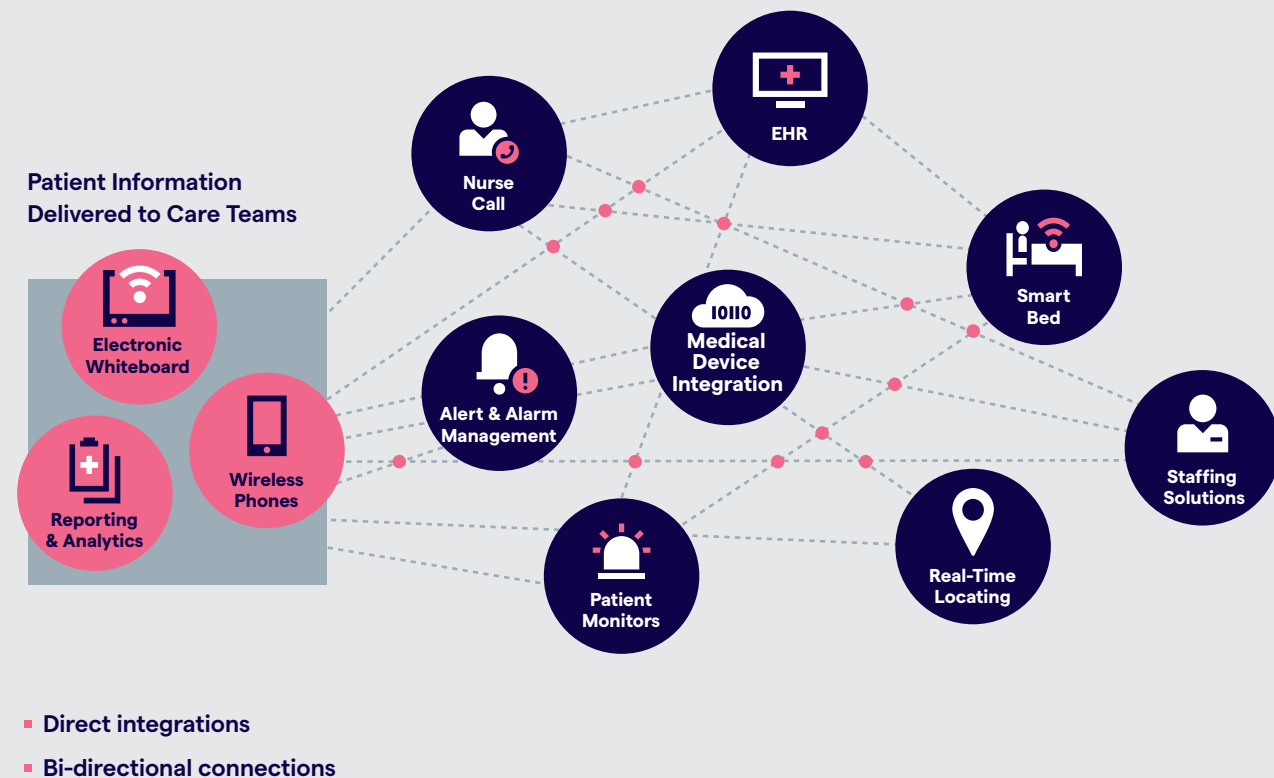 EHR
Nurse
Call
Patient Information
Delivered to Care Teams
Smart
Bed
10110
Medical
Device
Integration
Electronic
Whiteboard
Alert & Alarm
Management
Wireless
Phones
Staffing
Solutions
Reporting
& Analytics
Real-Time
Locating
Patient
Monitors
Direct integrations
Bi-directional connections